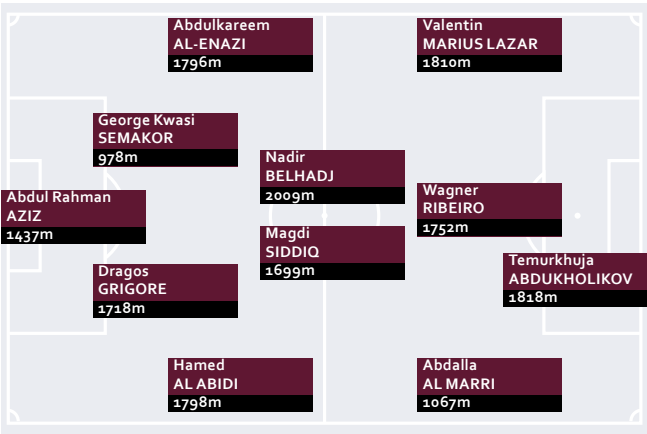 Abdulkareem
AL-ENAZI
1796m
Valentin
MARIUS LAZAR
1810m
George Kwasi
SEMAKOR
978m
Nadir
BELHADJ
2009m
Abdul Rahman
AZIZ
1437m
Wagner
RIBEIRO
1752m
Magdi
SIDDIQ
1699m
Temurkhuja
ABDUKHOLIKOV
1818m
Dragos
GRIGORE
1718m
Hamed
AL ABIDI
1798m
Abdalla
AL MARRI
1067m